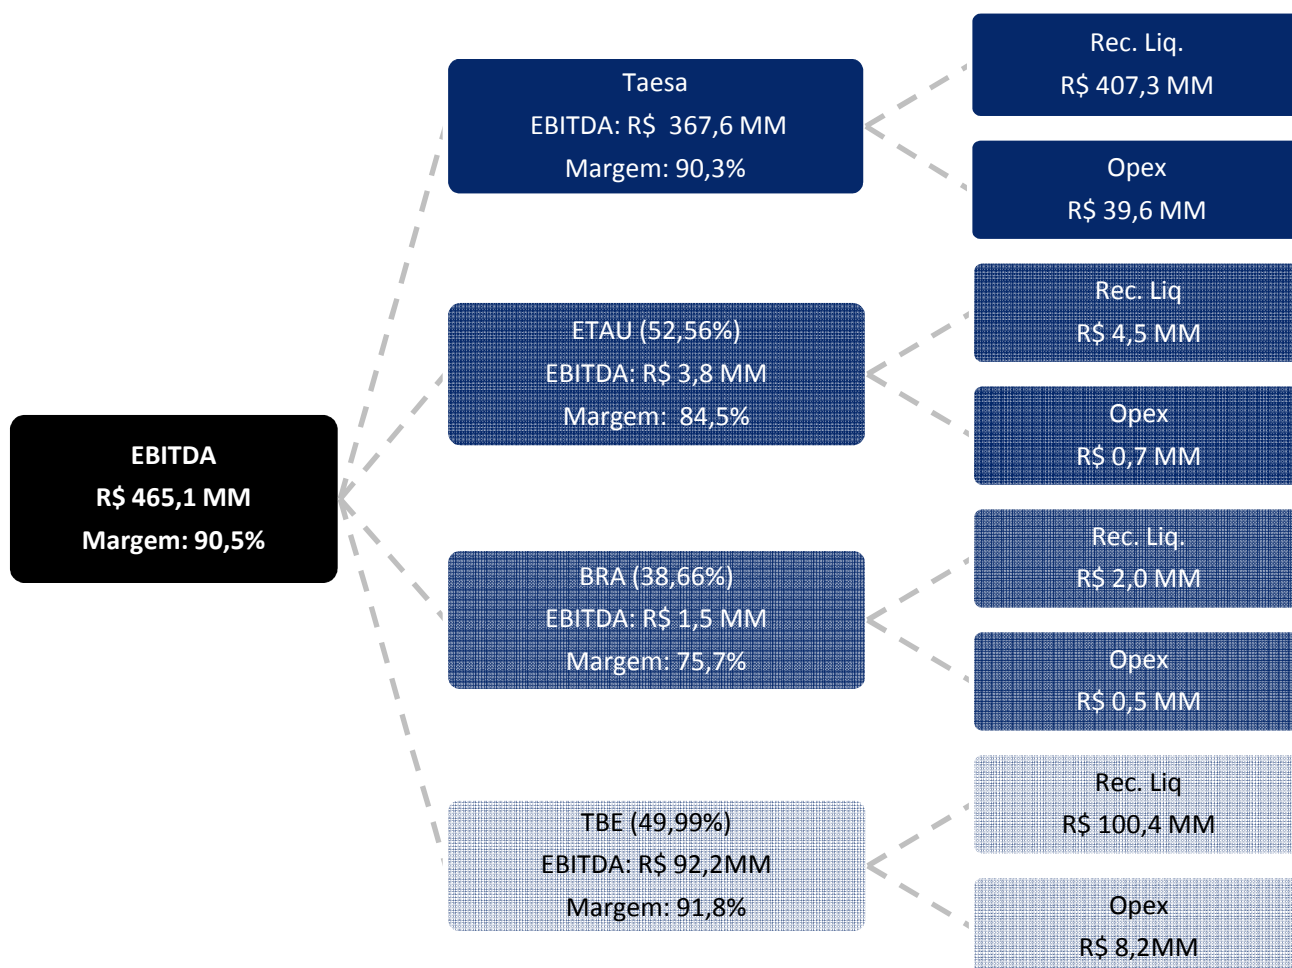 EBITDA
R$ 465,1 MM
Margem: 90,5%
Taesa
EBITDA: R$  367,6 MM
Margem: 90,3%
Rec. Liq.
R$ 407,3 MM
Opex
R$ 39,6 MM
ETAU (52,56%)
EBITDA: R$ 3,8 MM
Margem:  84,5%
Rec. Liq
R$ 4,5 MM
Opex
R$ 0,7 MM
BRA (38,66%)
EBITDA: R$ 1,5 MM
Margem: 75,7%
Rec. Liq.
R$ 2,0 MM
Opex
R$ 0,5 MM
TBE (49,99%)
EBITDA: R$ 92,2MM
Margem: 91,8%
Rec. Liq
R$ 100,4 MM
Opex
R$ 8,2MM